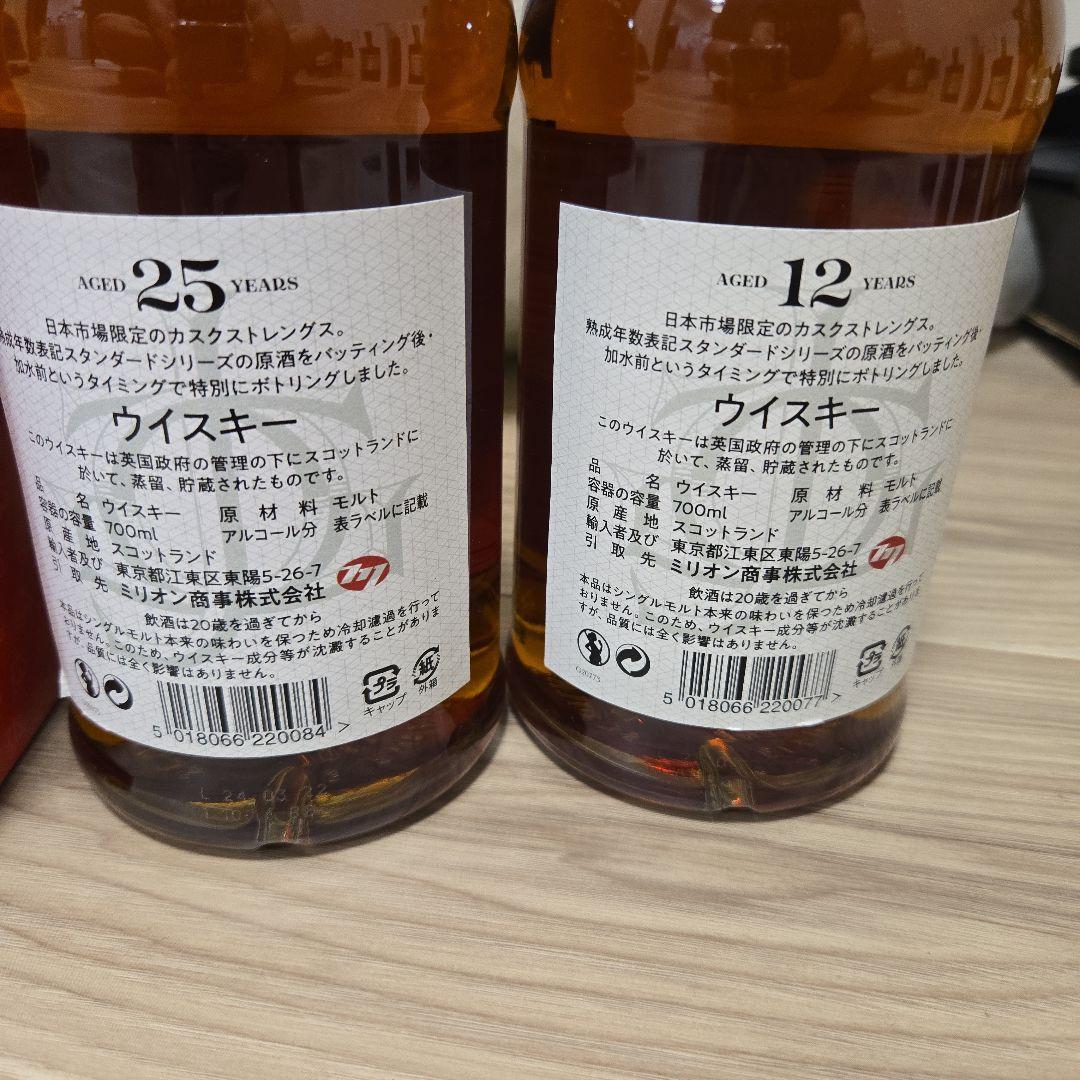 AGED 25 YEARS
日本市場限定のカスクストレングス。
熟成年数表記スタンダードシリーズの原酒をバッティング後・
加水前というタイミングで特別にボトリングしました。
ウイスキー
このウイスキーは英国政府の管理の下にスコットランドに
於いて、蒸留、貯蔵されたものです。
品名 ウイスキー 原材料 モルト
容器の容量 700ml アルコール分 表ラベルに記載
原産地 スコットランド
輸入者及び 東京都江東区東陽5-26-7
引取先 ミリオン商事株式会社
飲酒は20歳を過ぎてから
本品はシングルモルト本来の味わいを保つため冷却濾過を行って
おりません。このため、ウイスキー成分等が沈澱することがありま
すが、品質には全く影響はありません。
プラ
キャップ
紙
外箱
5 018066 220084 >
L 24 03 22
AGED 12 YEARS
日本市場限定のカスクストレングス。
熟成年数表記スタンダードシリーズの原酒をバッティング後・
加水前というタイミングで特別にボトリングしました。
ウイスキー
このウイスキーは英国政府の管理の下にスコットランドに
於いて、蒸留、貯蔵されたものです。
品名 ウイスキー 原材料 モルト
容器の容量 700ml アルコール分 表ラベルに記載
原産地 スコットランド
輸入者及び 東京都江東区東陽5-26-7
引取先 ミリオン商事株式会社
飲酒は20歳を過ぎてから
本品はシングルモルト本来の味わいを保つため冷却濾過を行って
おりません。このため、ウイスキー成分等が沈澱することがありま
すが、品質には全く影響はありません。
プラ
キャップ
紙
外箱
5 018066 220077 >